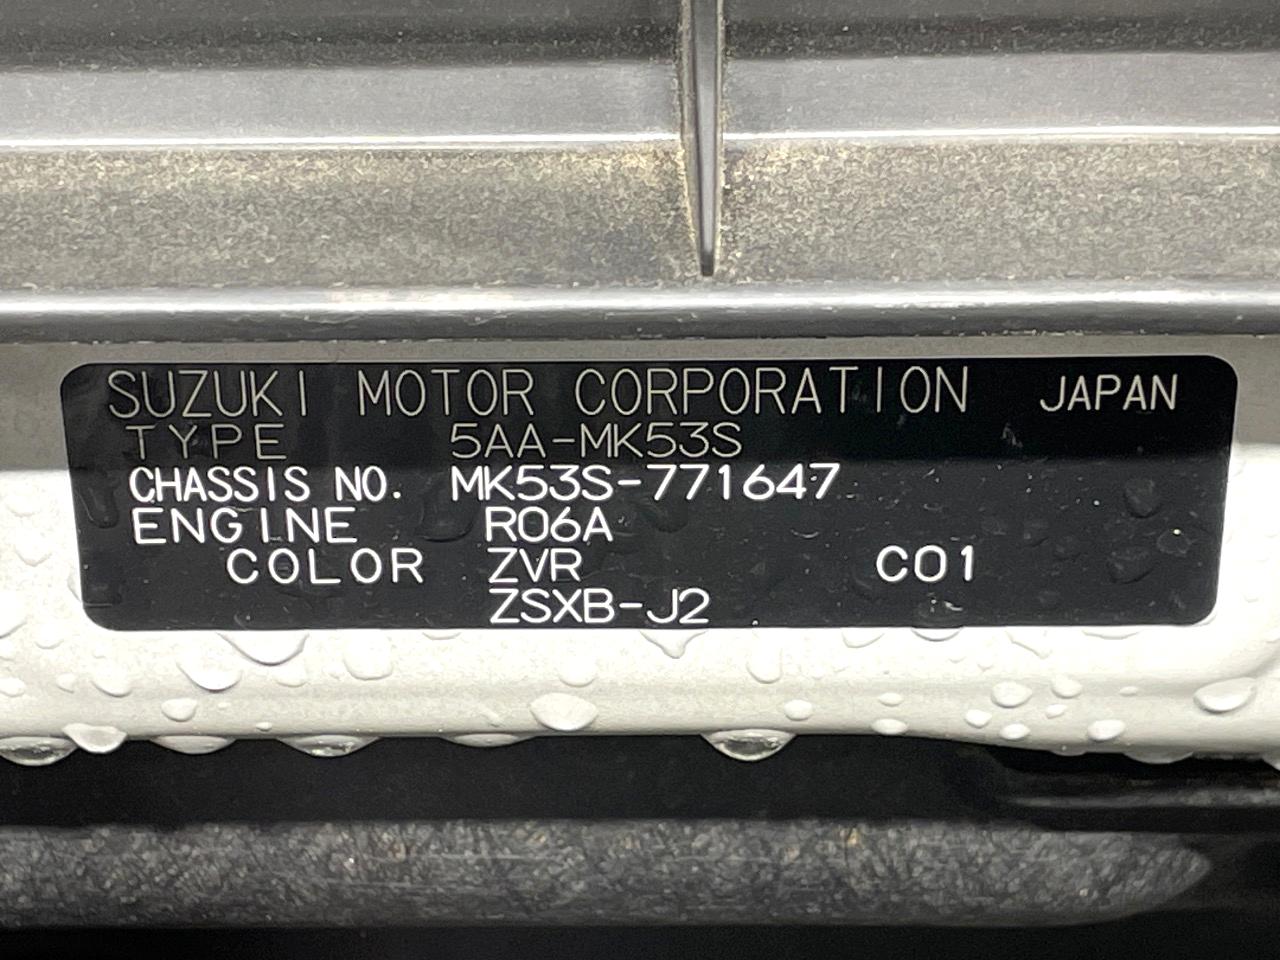 SUZUKI MOTOR CORPORATION JAPAN
TYPE 5AA-MK53S
CHASSIS NO. MK53S-771647
ENGINE R06A
COLOR ZVR C01
ZSXB-J2